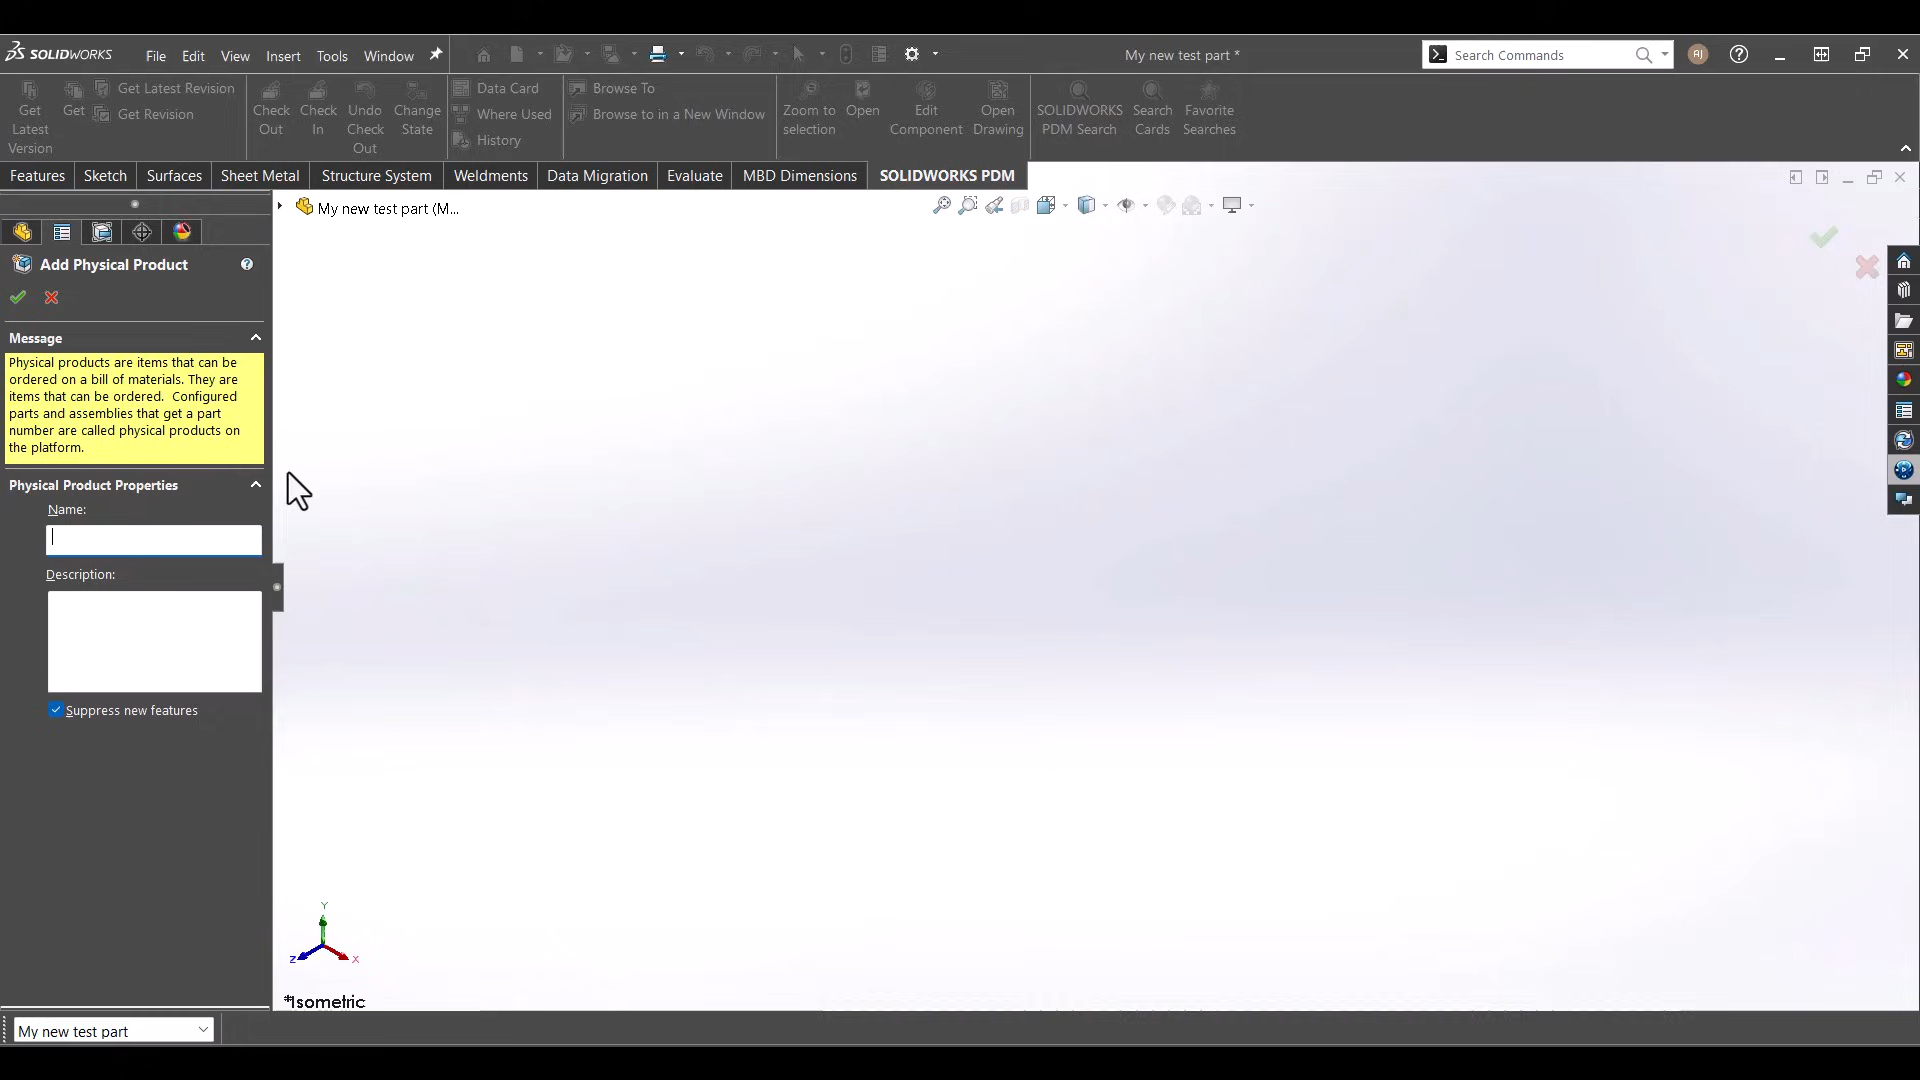 SOLIDWORKS File Edit View Insert Tools Window My new test part * Search Commands AJ
Get Latest Version
Get
Get Latest Revision
Get Revision
Check Out
Check In
Undo Check Out
Change State
Data Card
Where Used
History
Browse To
Browse to in a New Window
Zoom to selection
Open
Edit Component
Open Drawing
SOLIDWORKS PDM Search
Search Cards
Favorite Searches
Features Sketch Surfaces Sheet Metal Structure System Weldments Data Migration Evaluate MBD Dimensions SOLIDWORKS PDM
My new test part (M...
Add Physical Product
Message
Physical products are items that can be
ordered on a bill of materials. They are
items that can be ordered. Configured
parts and assemblies that get a part
number are called physical products on
the platform.
Physical Product Properties
Name:
Description:
Suppress new features
Y
Z X
*Isometric
My new test part